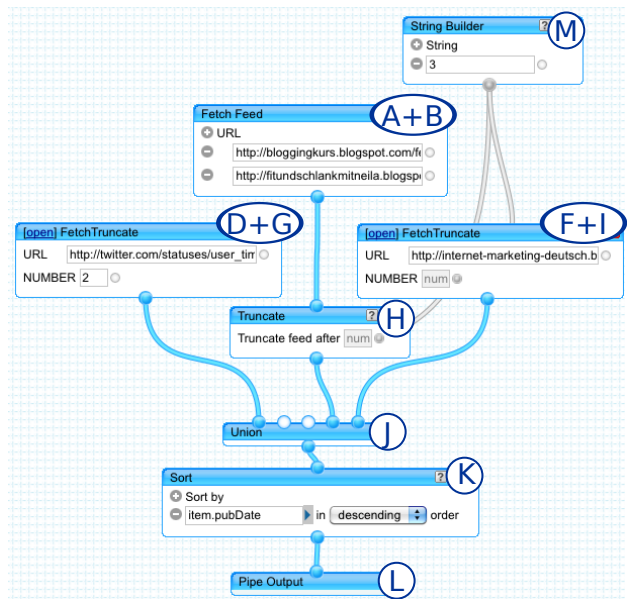 String Builder ? M
String
3
Fetch Feed A+B
URL
http://bloggingkurs.blogspot.com/fe
http://fitundschlankmitneila.blogspo
[open] FetchTruncate D+G
URL http://twitter.com/statuses/user_tim
NUMBER 2
[open] FetchTruncate F+I
URL http://internet-marketing-deutsch.b
NUMBER num
Truncate ? H
Truncate feed after num
Union J
Sort ? K
Sort by
item.pubDate in descending order
Pipe Output L